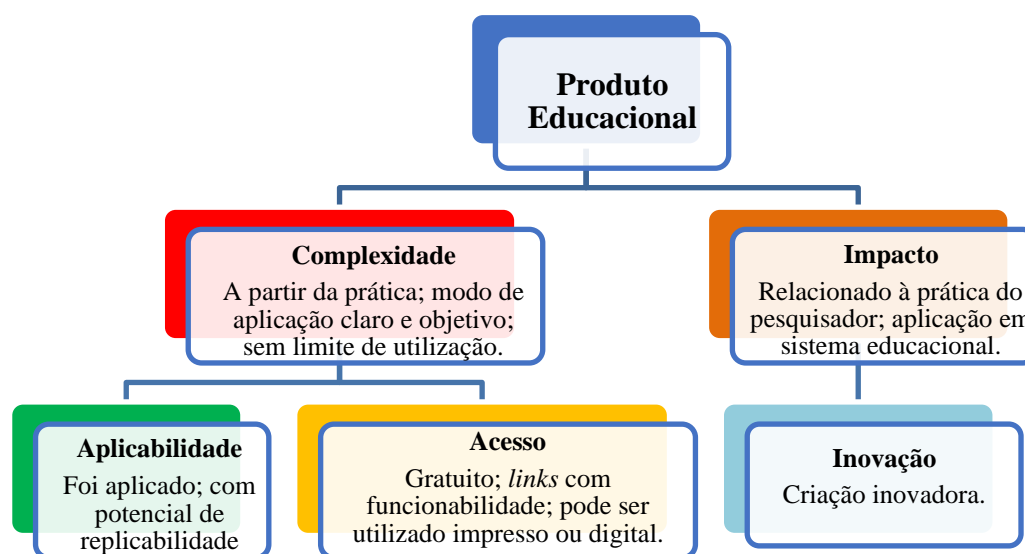 Produto
Educacional
Complexidade
A partir da prática; modo de
aplicação claro e objetivo;
sem limite de utilização.
Impacto
Relacionado à prática do
pesquisador; aplicação em
sistema educacional.
Aplicabilidade
Foi aplicado; com
potencial de
replicabilidade
Acesso
Gratuito; links com
funcionabilidade; pode ser
utilizado impresso ou digital.
Inovação
Criação inovadora.